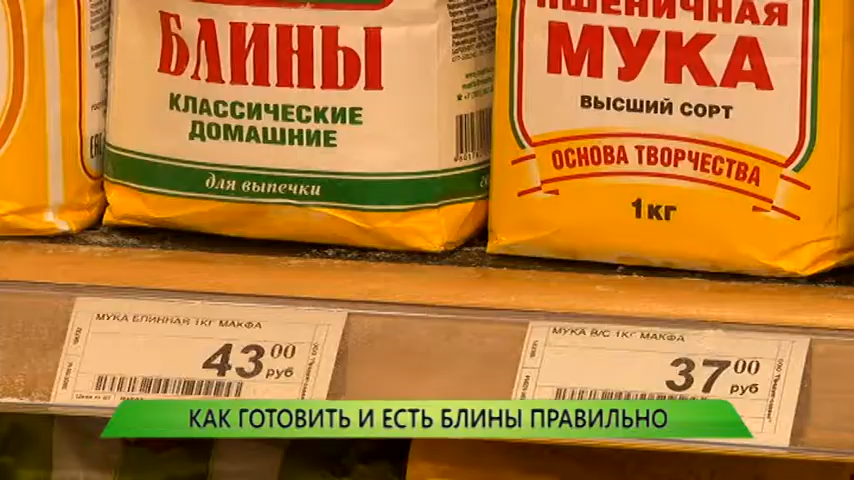 БЛИНЫ
КЛАССИЧЕСКИЕ
ДОМАШНИЕ
для выпечки
ПШЕНИЧНАЯ
МУКА
ВЫСШИЙ СОРТ
ОСНОВА ТВОРЧЕСТВА
1кг
МУКА БЛИННАЯ 1КГ МАКФА
43 00
руб
МУКА В/С 1КГ МАКФА
37 00
руб
КАК ГОТОВИТЬ И ЕСТЬ БЛИНЫ ПРАВИЛЬНО